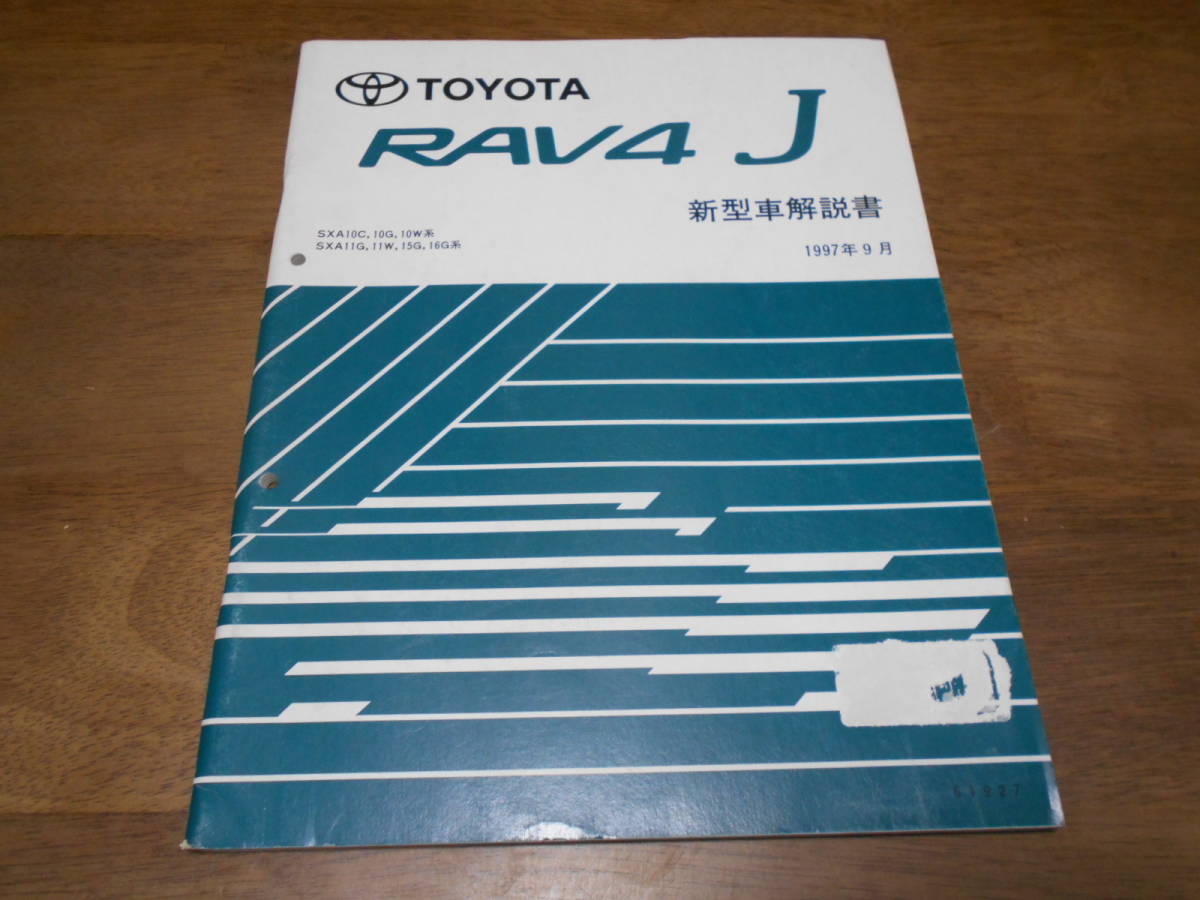 TOYOTA
RAV4 J
新型車解説書
SXA10C, 10G, 10W系
SXA11G, 11W, 15G, 16G系
1997年9月
61927